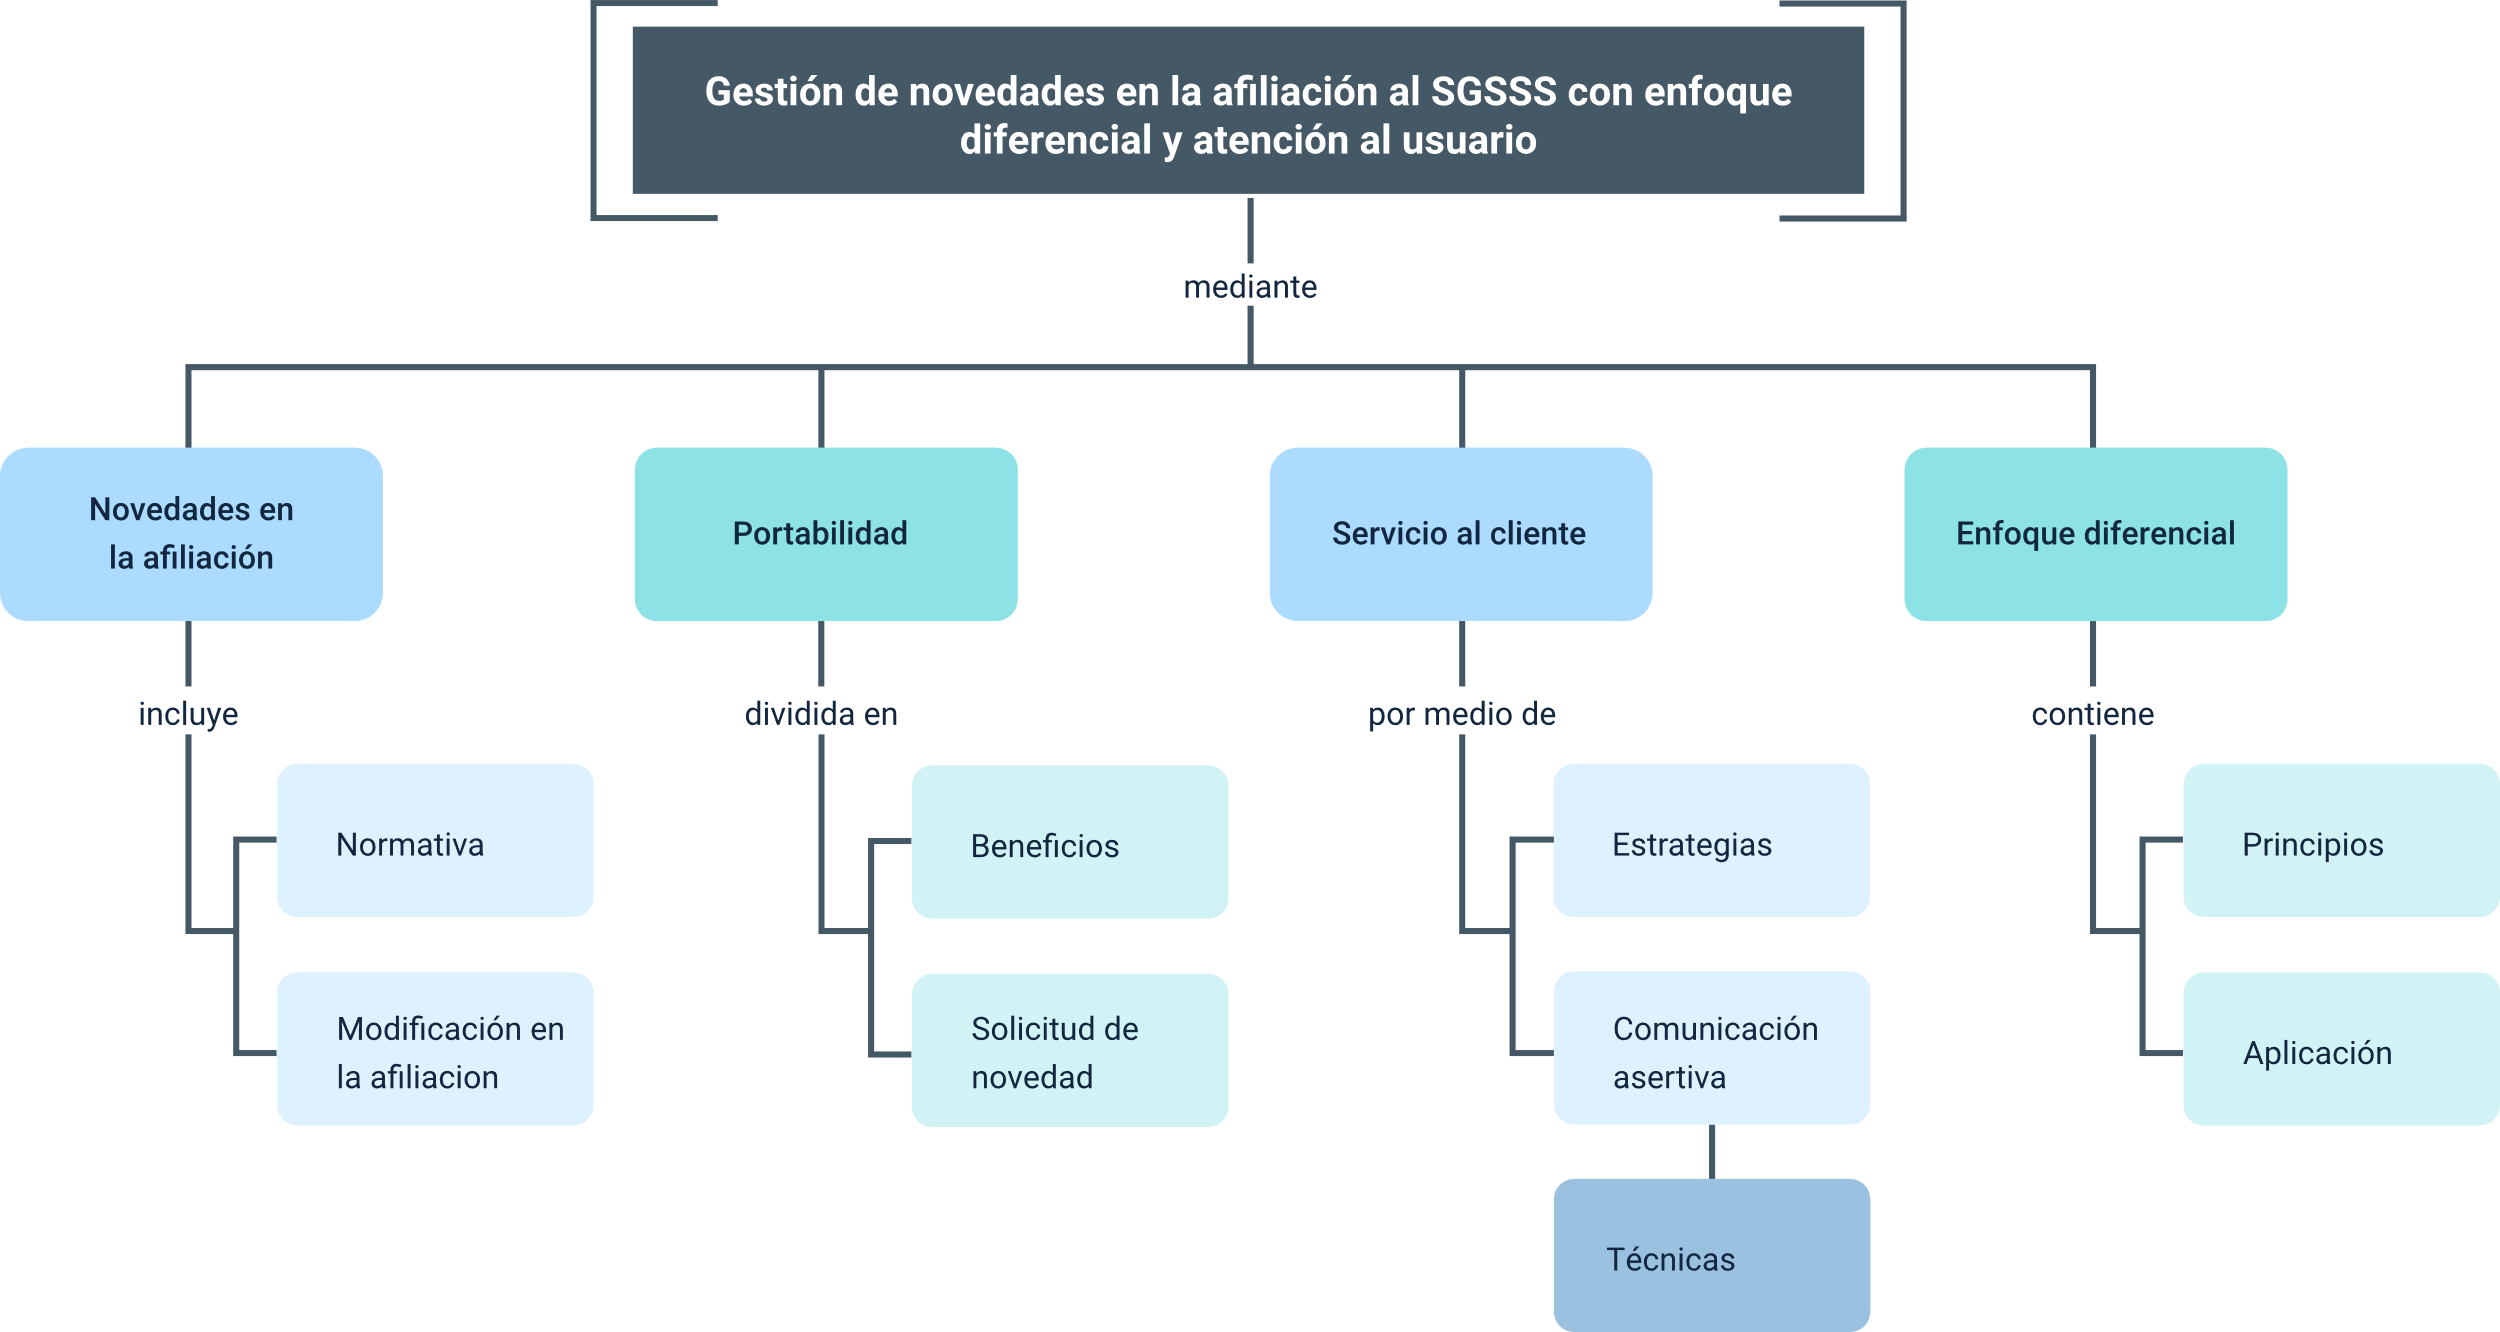 Gestión de novedades en la afiliación al SGSSS con enfoque
diferencial y atención al usuario
mediante
Novedades en
la afiliación
Portabilidad
Servicio al cliente
Enfoque diferencial
incluye
dividida en
por medio de
contiene
Normativa
Beneficios
Estrategias
Principios
Modificación en
la afiliacion
Solicitud de
novedad
Comunicación
asertiva
Aplicación
Técnicas